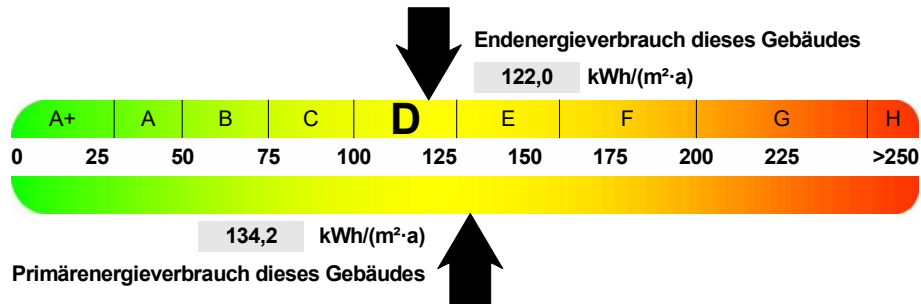 Endenergieverbrauch dieses Gebäudes
122,0 kWh/(m²·a)
A+ A B C D E F G H
0 25 50 75 100 125 150 175 200 225 >250
134,2 kWh/(m²·a)
Primärenergieverbrauch dieses Gebäudes